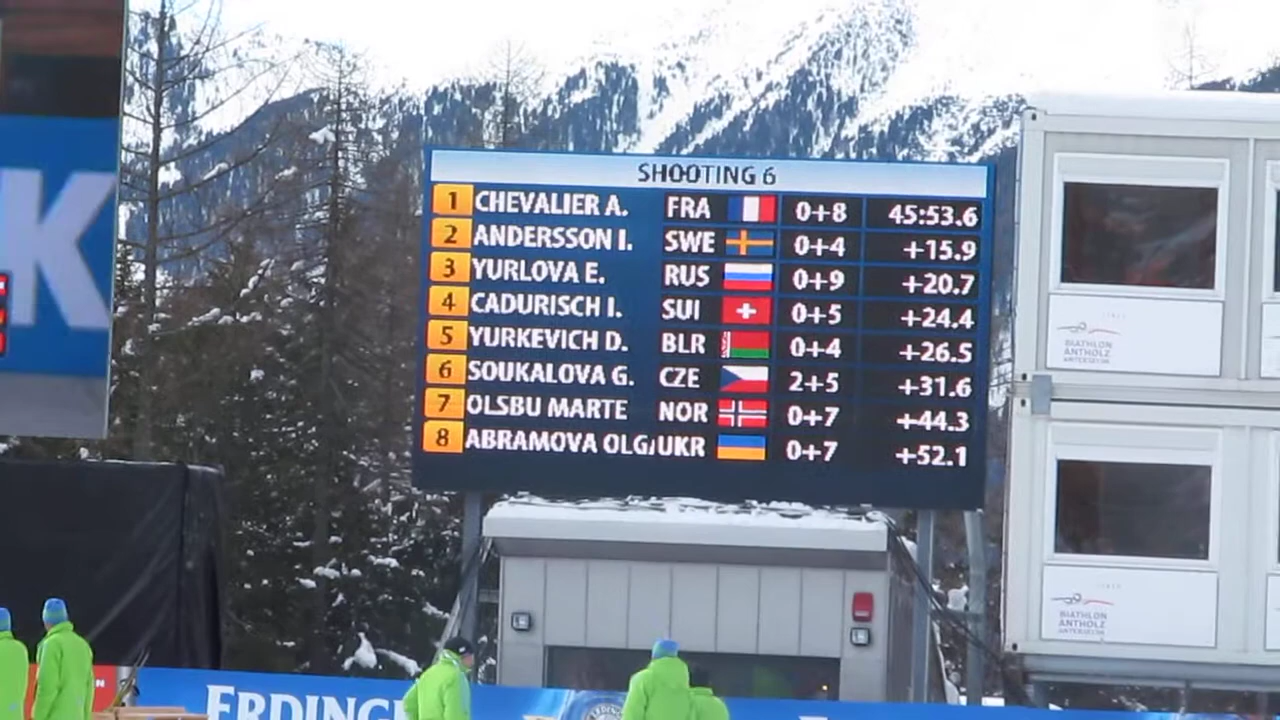 K
SHOOTING 6
1 CHEVALIER A. FRA 0+8 45:53.6
2 ANDERSSON I. SWE 0+4 +15.9
3 YURLOVA E. RUS 0+9 +20.7
4 CADURISCH I. SUI 0+5 +24.4
5 YURKEVICH D. BLR 0+4 +26.5
6 SOUKALOVA G. CZE 2+5 +31.6
7 OLSBU MARTE NOR 0+7 +44.3
8 ABRAMOVA OLG UKR 0+7 +52.1
BIATHLON
ANTHOLZ
ANTERSELVA
BIATHLON
ANTHOLZ
ANTERSELVA
ERDING